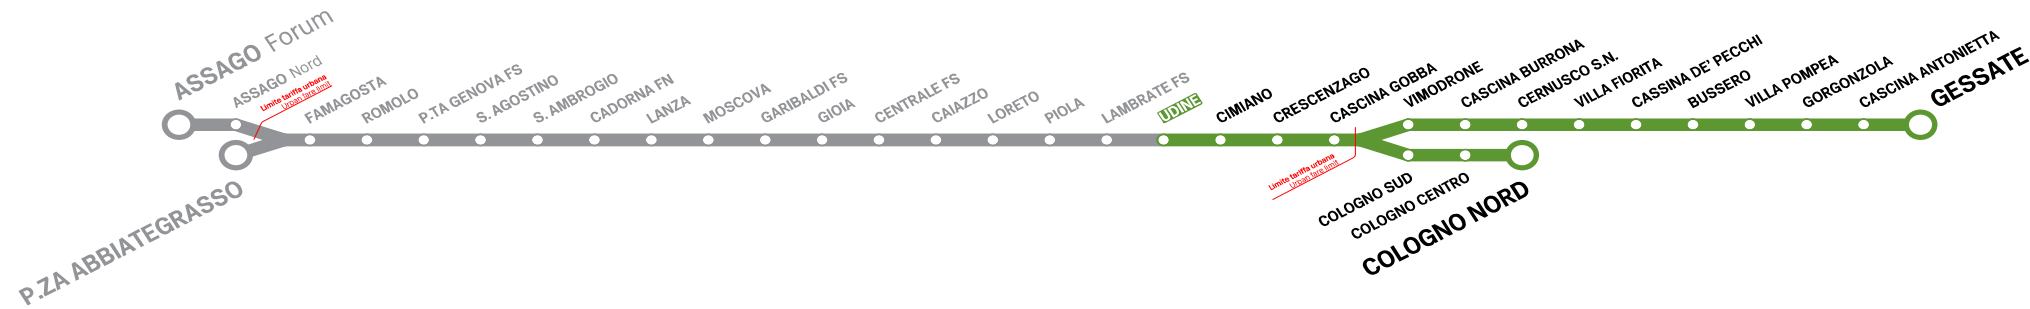 ASSAGO Forum
ASSAGO Nord
Limite tariffa urbana
Urban fare limit
P.ZA ABBIATEGRASSO
FAMAGOSTA
ROMOLO
P.TA GENOVA FS
S. AGOSTINO
S. AMBROGIO
CADORNA FN
LANZA
MOSCOVA
GARIBALDI FS
GIOIA
CENTRALE FS
CAIAZZO
LORETO
PIOLA
LAMBRATE FS
UDINE
CIMIANO
CRESCENZAGO
CASCINA GOBBA
Limite tariffa urbana
Urban fare limit
VIMODRONE
CASCINA BURRONA
CERNUSCO S.N.
VILLA FIORITA
CASSINA DE' PECCHI
BUSSERO
VILLA POMPEA
GORGONZOLA
CASCINA ANTONIETTA
GESSATE
COLOGNO SUD
COLOGNO CENTRO
COLOGNO NORD